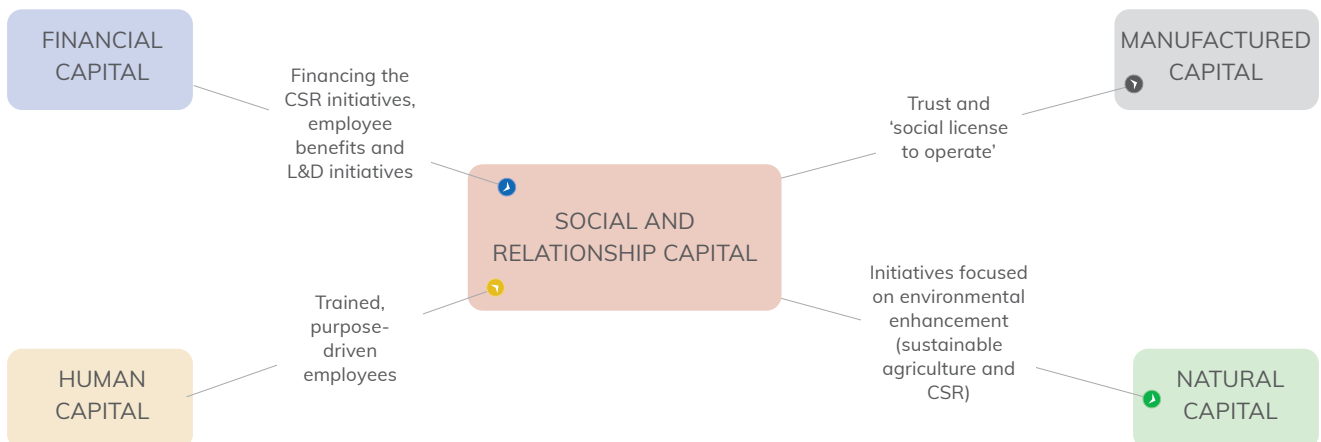 FINANCIAL
CAPITAL
Financing the
CSR initiatives,
employee
benefits and
L&D initiatives
MANUFACTURED
CAPITAL
Trust and
‘social license
to operate’
SOCIAL AND
RELATIONSHIP CAPITAL
Trained,
purpose-
driven
employees
Initiatives focused
on environmental
enhancement
(sustainable
agriculture and
CSR)
HUMAN
CAPITAL
NATURAL
CAPITAL